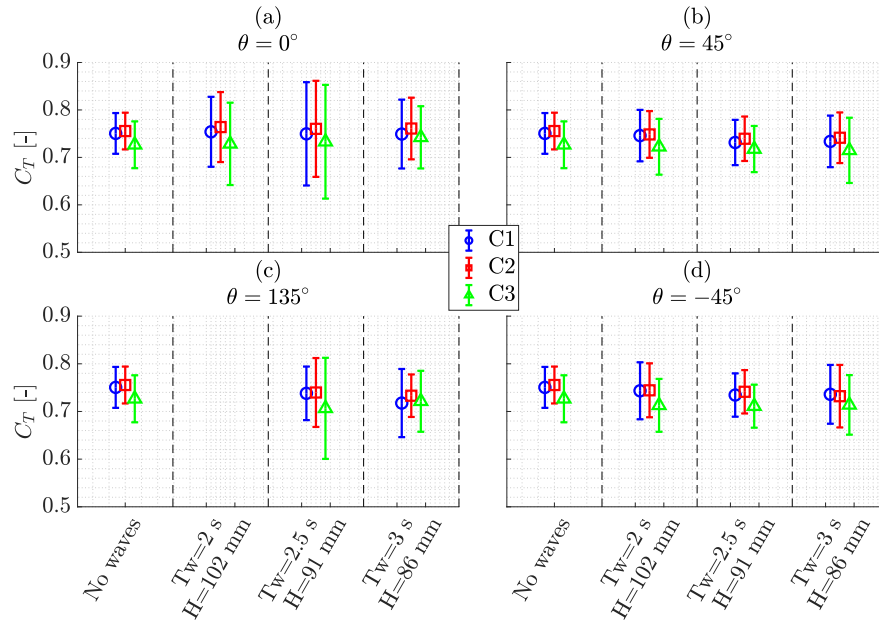 (a)
θ = 0°
(b)
θ = 45°
0.9
0.8
0.7
0.6
0.5
C_T [-]
C1
C2
C3
(c)
θ = 135°
(d)
θ = −45°
0.9
0.8
0.7
0.6
0.5
C_T [-]
No waves
Tw=2 s
H=102 mm
Tw=2.5 s
H=91 mm
Tw=3 s
H=86 mm
No waves
Tw=2 s
H=102 mm
Tw=2.5 s
H=91 mm
Tw=3 s
H=86 mm